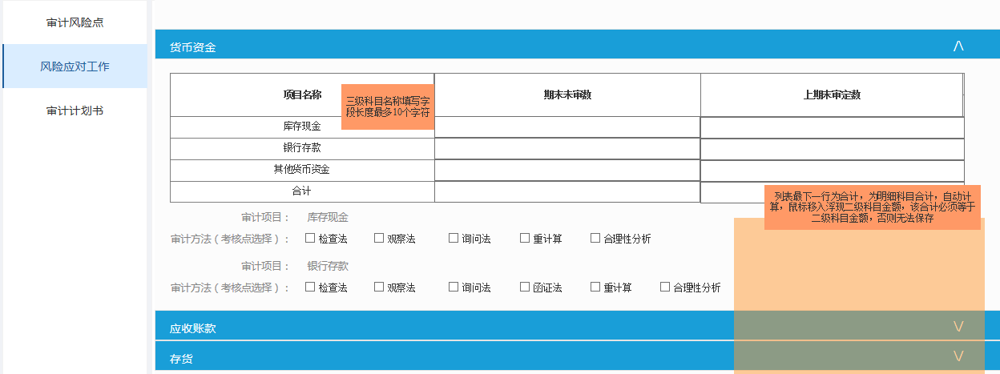 审计风险点
风险应对工作
审计计划书
货币资金
项目名称 期末未审数 上期末审定数
三级科目名称填写字
段长度最多10个字符
库存现金
银行存款
其他货币资金
合计
列表最下一行为合计，为明细科目合计，自动计
算，鼠标移入浮现二级科目金额，该合计必须等于
二级科目金额，否则无法保存
审计项目： 库存现金
审计方法（考核点选择）： 检查法 观察法 询问法 重计算 合理性分析
审计项目： 银行存款
审计方法（考核点选择）： 检查法 观察法 询问法 函证法 重计算 合理性分析
应收账款
存货